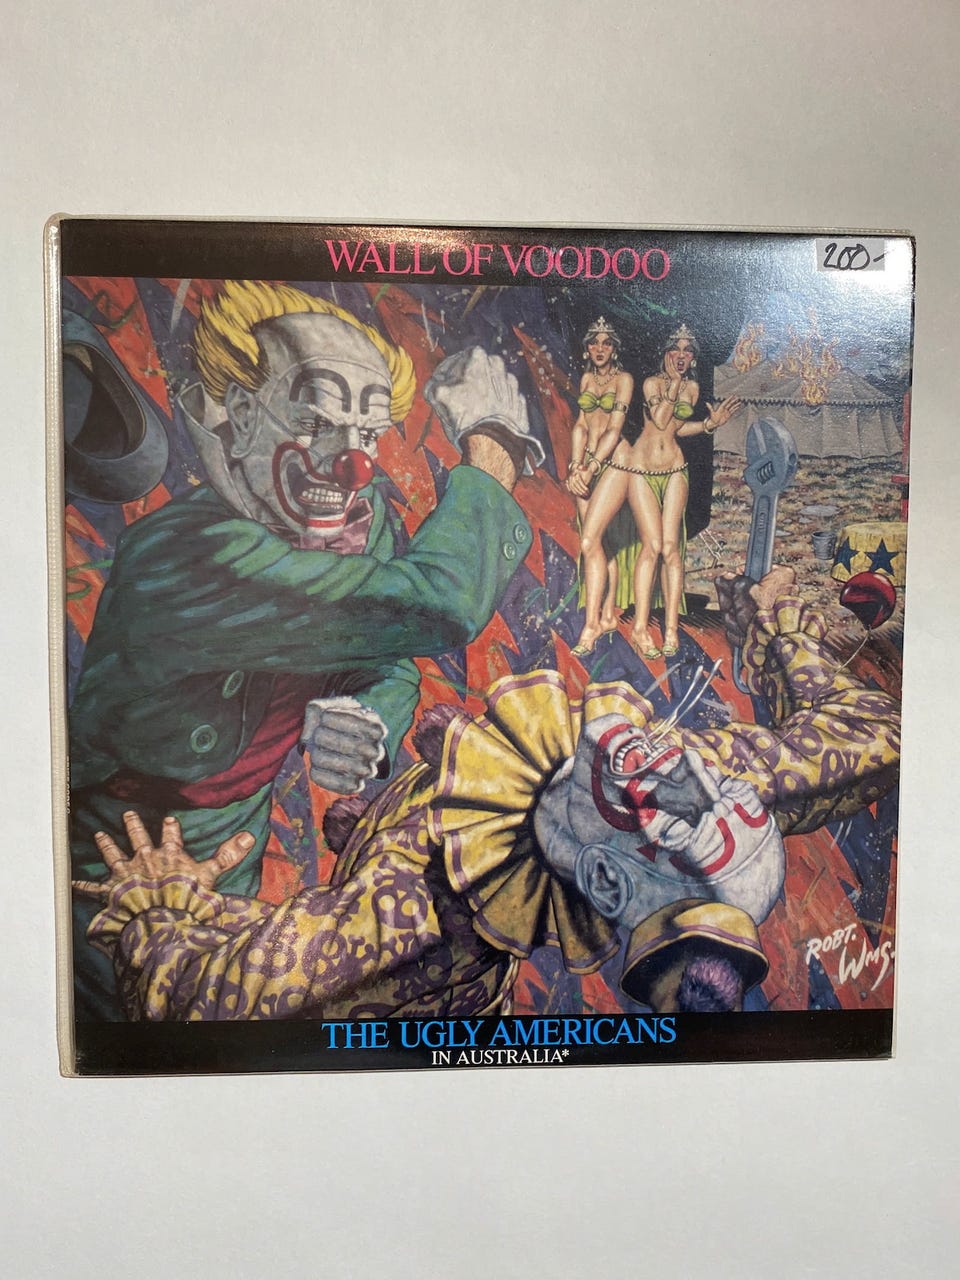 WALL OF VOODOO
200-
ROBT.
WMS.
THE UGLY AMERICANS
IN AUSTRALIA*